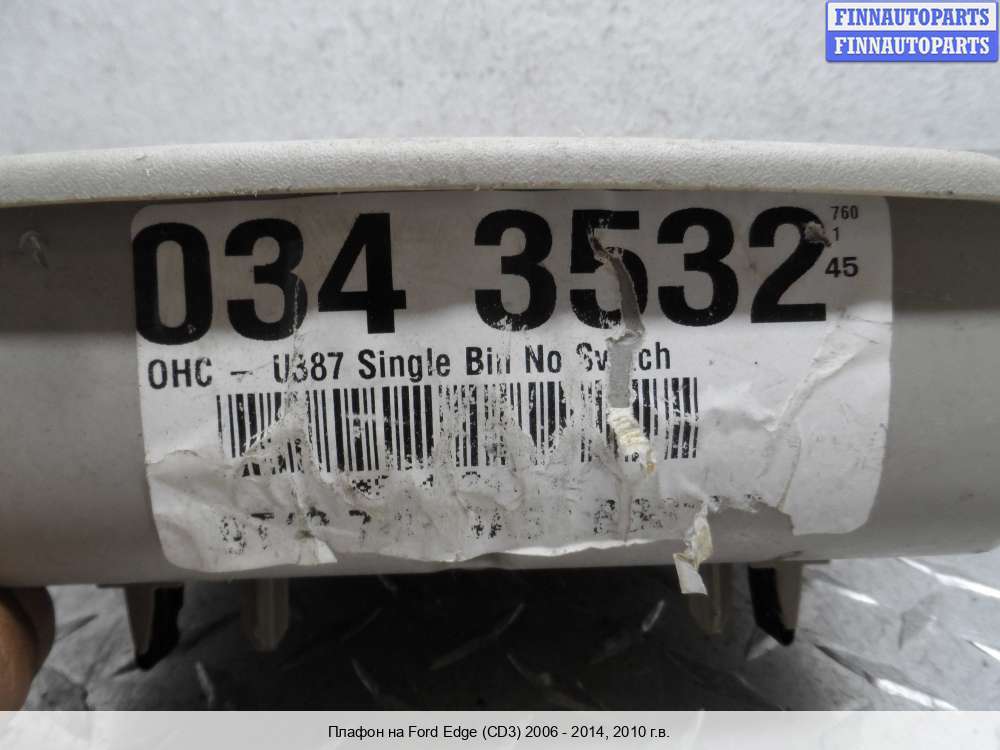 FINNAUTOPARTS
FINNAUTOPARTS
034 3532
760
1
45
OHC - U387 Single Bin No Switch
Плафон на Ford Edge (CD3) 2006 - 2014, 2010 г.в.